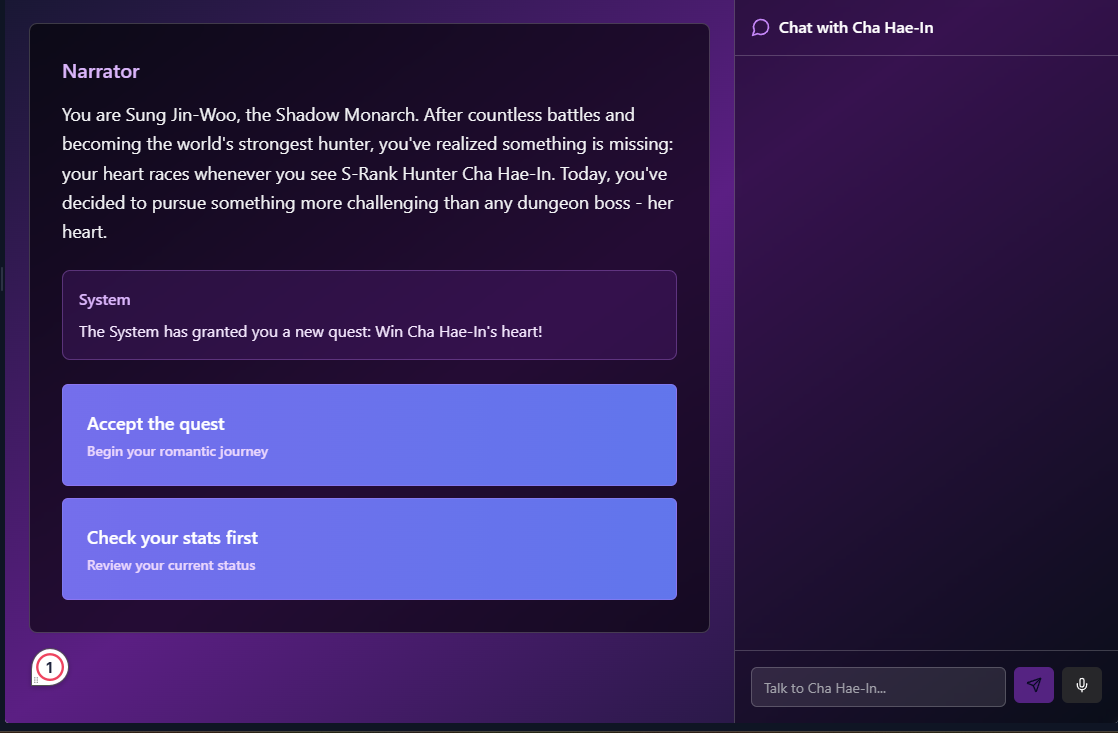 Narrator
You are Sung Jin-Woo, the Shadow Monarch. After countless battles and
becoming the world's strongest hunter, you've realized something is missing:
your heart races whenever you see S-Rank Hunter Cha Hae-In. Today, you've
decided to pursue something more challenging than any dungeon boss - her
heart.
System
The System has granted you a new quest: Win Cha Hae-In's heart!
Accept the quest
Begin your romantic journey
Check your stats first
Review your current status
1
Chat with Cha Hae-In
Talk to Cha Hae-In...